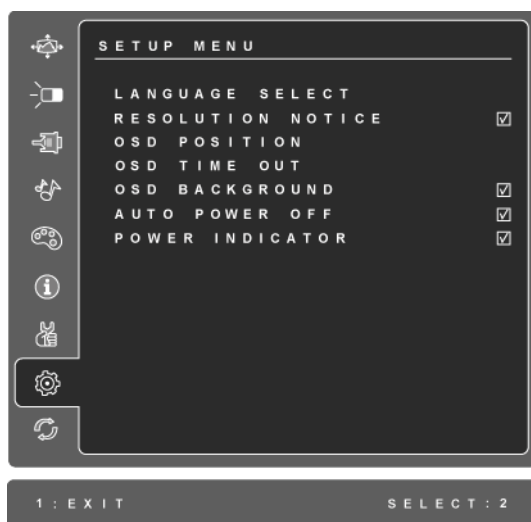 SETUP MENU
LANGUAGE SELECT
RESOLUTION NOTICE
OSD POSITION
OSD TIME OUT
OSD BACKGROUND
AUTO POWER OFF
POWER INDICATOR
1:EXIT SELECT:2